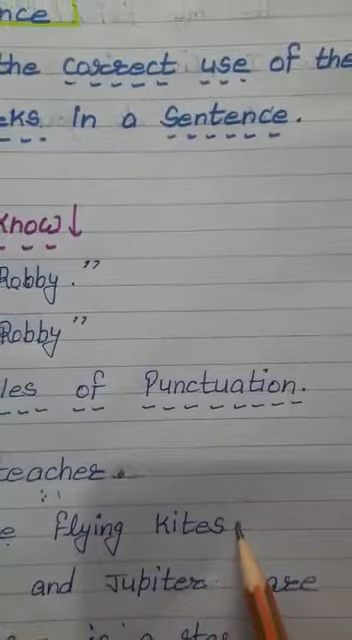 nce
the correct use of the
ks in a Sentence.
know↓
Robby."
Robby"
les of Punctuation.
teacher.
e flying kites.
and Jupiter are